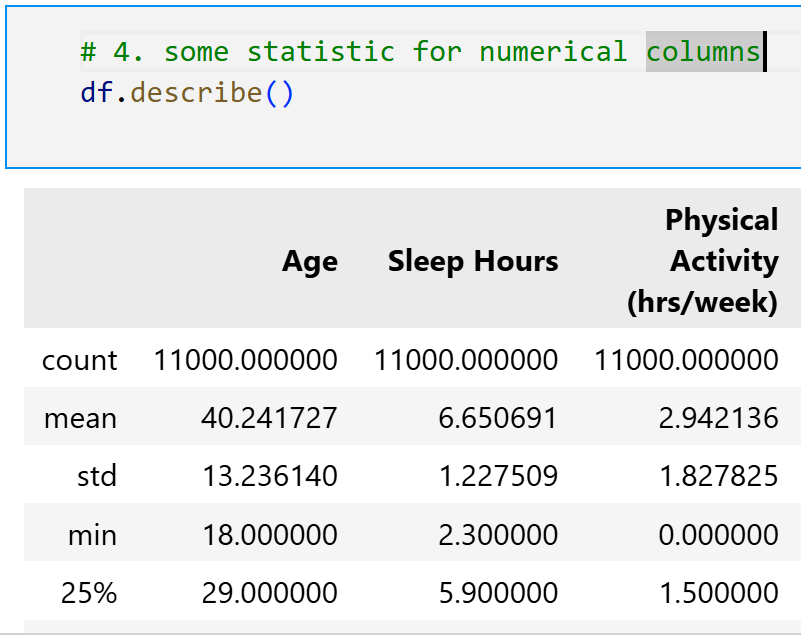 # 4. some statistic for numerical columns
df.describe()
Age Sleep Hours Physical Activity (hrs/week)
count 11000.000000 11000.000000 11000.000000
mean 40.241727 6.650691 2.942136
std 13.236140 1.227509 1.827825
min 18.000000 2.300000 0.000000
25% 29.000000 5.900000 1.500000